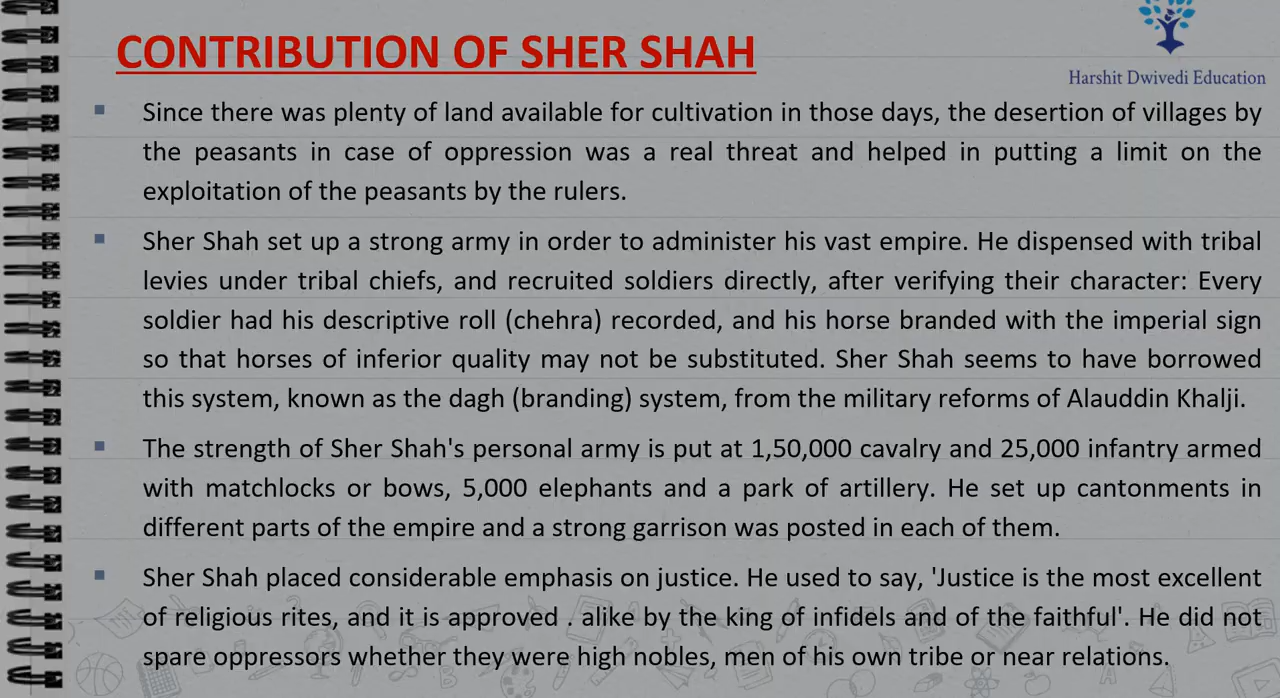 CONTRIBUTION OF SHER SHAH
Harshit Dwivedi Education
Since there was plenty of land available for cultivation in those days, the desertion of villages by
the peasants in case of oppression was a real threat and helped in putting a limit on the
exploitation of the peasants by the rulers.
Sher Shah set up a strong army in order to administer his vast empire. He dispensed with tribal
levies under tribal chiefs, and recruited soldiers directly, after verifying their character: Every
soldier had his descriptive roll (chehra) recorded, and his horse branded with the imperial sign
so that horses of inferior quality may not be substituted. Sher Shah seems to have borrowed
this system, known as the dagh (branding) system, from the military reforms of Alauddin Khalji.
The strength of Sher Shah's personal army is put at 1,50,000 cavalry and 25,000 infantry armed
with matchlocks or bows, 5,000 elephants and a park of artillery. He set up cantonments in
different parts of the empire and a strong garrison was posted in each of them.
Sher Shah placed considerable emphasis on justice. He used to say, 'Justice is the most excellent
of religious rites, and it is approved . alike by the king of infidels and of the faithful'. He did not
spare oppressors whether they were high nobles, men of his own tribe or near relations.